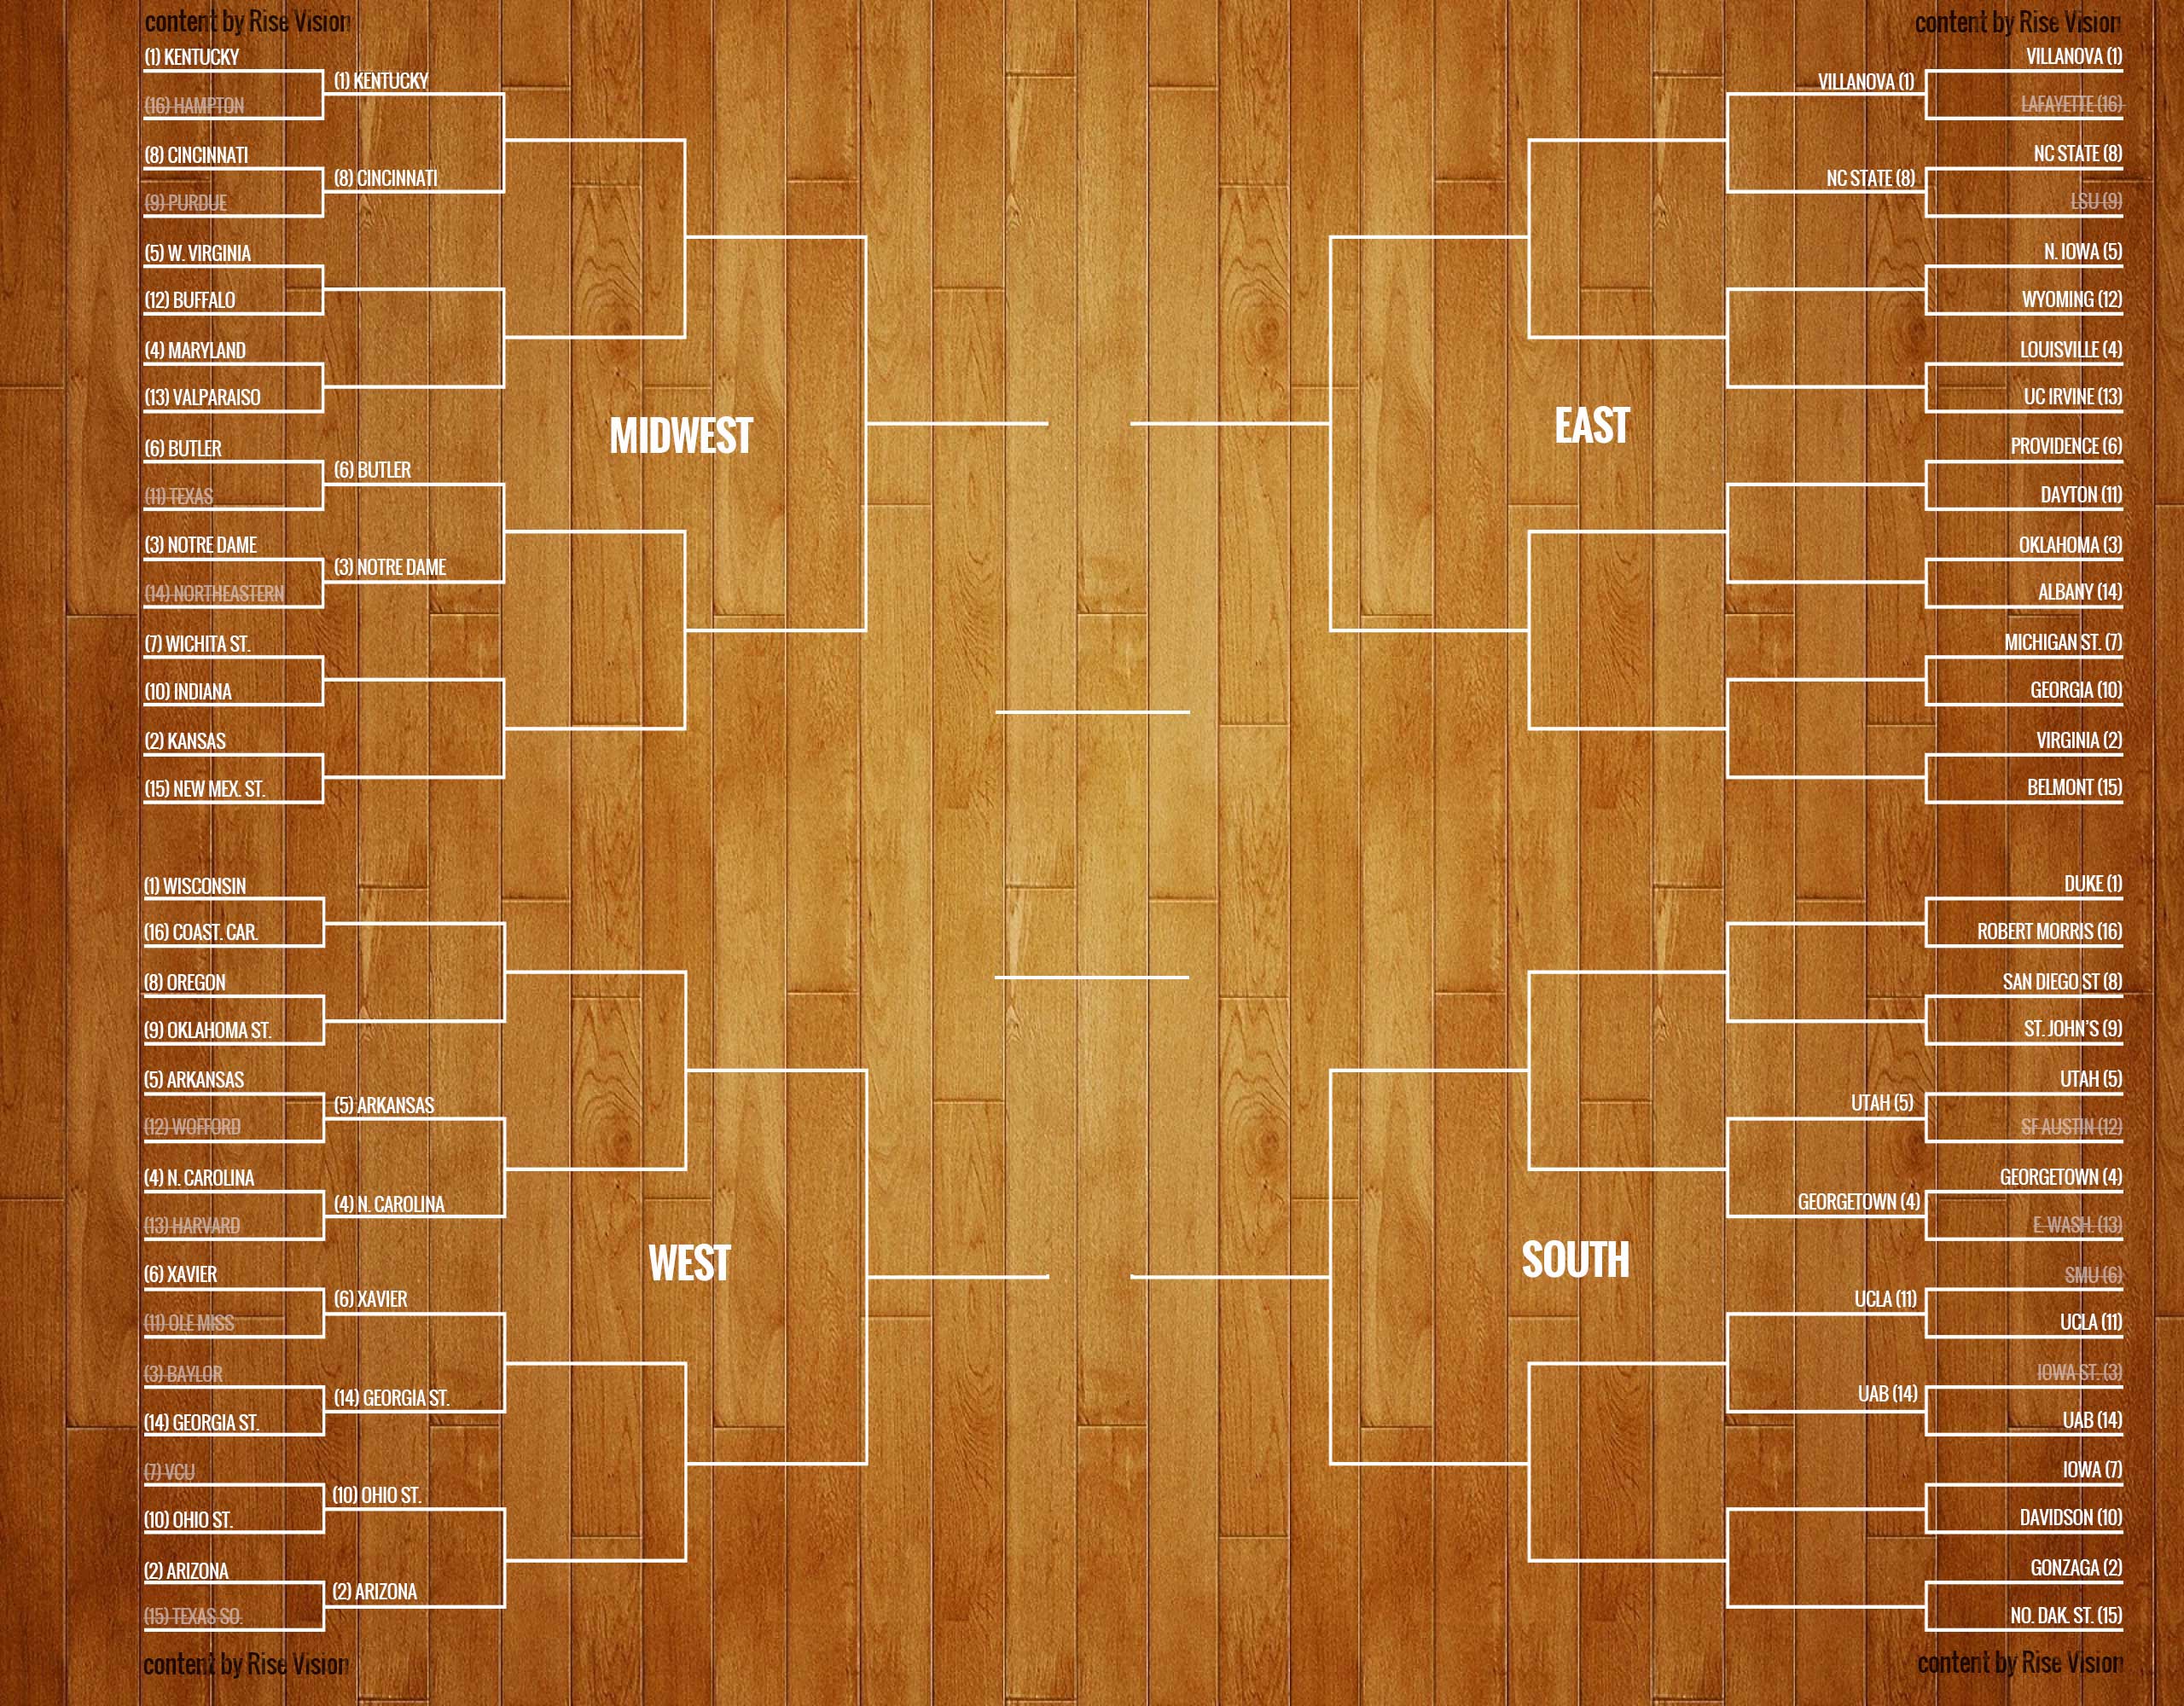 content by Rise Vision
(1) KENTUCKY
(16) HAMPTON
(1) KENTUCKY
(8) CINCINNATI
(9) PURDUE
(8) CINCINNATI
(5) W. VIRGINIA
(12) BUFFALO
(4) MARYLAND
(13) VALPARAISO
(6) BUTLER
(11) TEXAS
(6) BUTLER
(3) NOTRE DAME
(14) NORTHEASTERN
(3) NOTRE DAME
(7) WICHITA ST.
(10) INDIANA
(2) KANSAS
(15) NEW MEX. ST.
MIDWEST
(1) WISCONSIN
(16) COAST. CAR.
(8) OREGON
(9) OKLAHOMA ST.
(5) ARKANSAS
(12) WOFFORD
(5) ARKANSAS
(4) N. CAROLINA
(13) HARVARD
(4) N. CAROLINA
(6) XAVIER
(11) OLE MISS
(6) XAVIER
(3) BAYLOR
(14) GEORGIA ST.
(14) GEORGIA ST.
(7) VCU
(10) OHIO ST.
(10) OHIO ST.
(2) ARIZONA
(15) TEXAS SO.
(2) ARIZONA
WEST
content by Rise Vision
content by Rise Vision
VILLANOVA (1)
LAFAYETTE (16)
VILLANOVA (1)
NC STATE (8)
LSU (9)
NC STATE (8)
N. IOWA (5)
WYOMING (12)
LOUISVILLE (4)
UC IRVINE (13)
PROVIDENCE (6)
DAYTON (11)
OKLAHOMA (3)
ALBANY (14)
MICHIGAN ST. (7)
GEORGIA (10)
VIRGINIA (2)
BELMONT (15)
EAST
DUKE (1)
ROBERT MORRIS (16)
SAN DIEGO ST (8)
ST. JOHN'S (9)
UTAH (5)
SF AUSTIN (12)
UTAH (5)
GEORGETOWN (4)
E. WASH. (13)
GEORGETOWN (4)
SMU (6)
UCLA (11)
UCLA (11)
IOWA ST. (3)
UAB (14)
UAB (14)
IOWA (7)
DAVIDSON (10)
GONZAGA (2)
NO. DAK. ST. (15)
SOUTH
content by Rise Vision